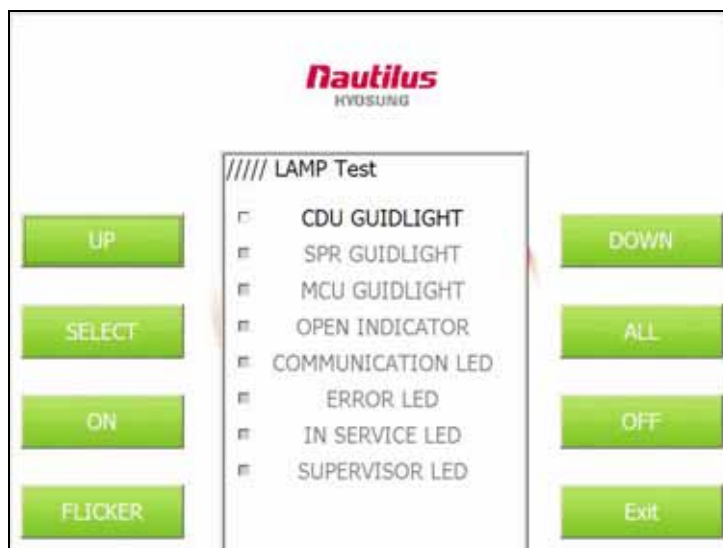 Nautilus
HYOSUNG
///// LAMP Test
CDU GUIDLIGHT
SPR GUIDLIGHT
MCU GUIDLIGHT
OPEN INDICATOR
COMMUNICATION LED
ERROR LED
IN SERVICE LED
SUPERVISOR LED
UP
SELECT
ON
FLICKER
DOWN
ALL
OFF
Exit